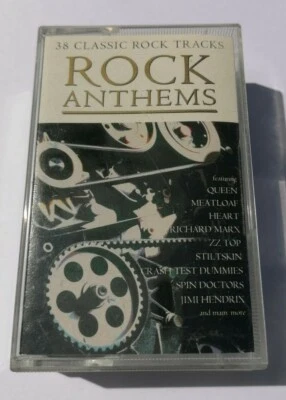 38 CLASSIC ROCK TRACKS
ROCK
ANTHEMS
featuring
QUEEN
MEATLOAF
HEART
RICHARD MARX
ZZ TOP
STILTSKIN
CRASH TEST DUMMIES
SPIN DOCTORS
JIMI HENDRIX
and many more